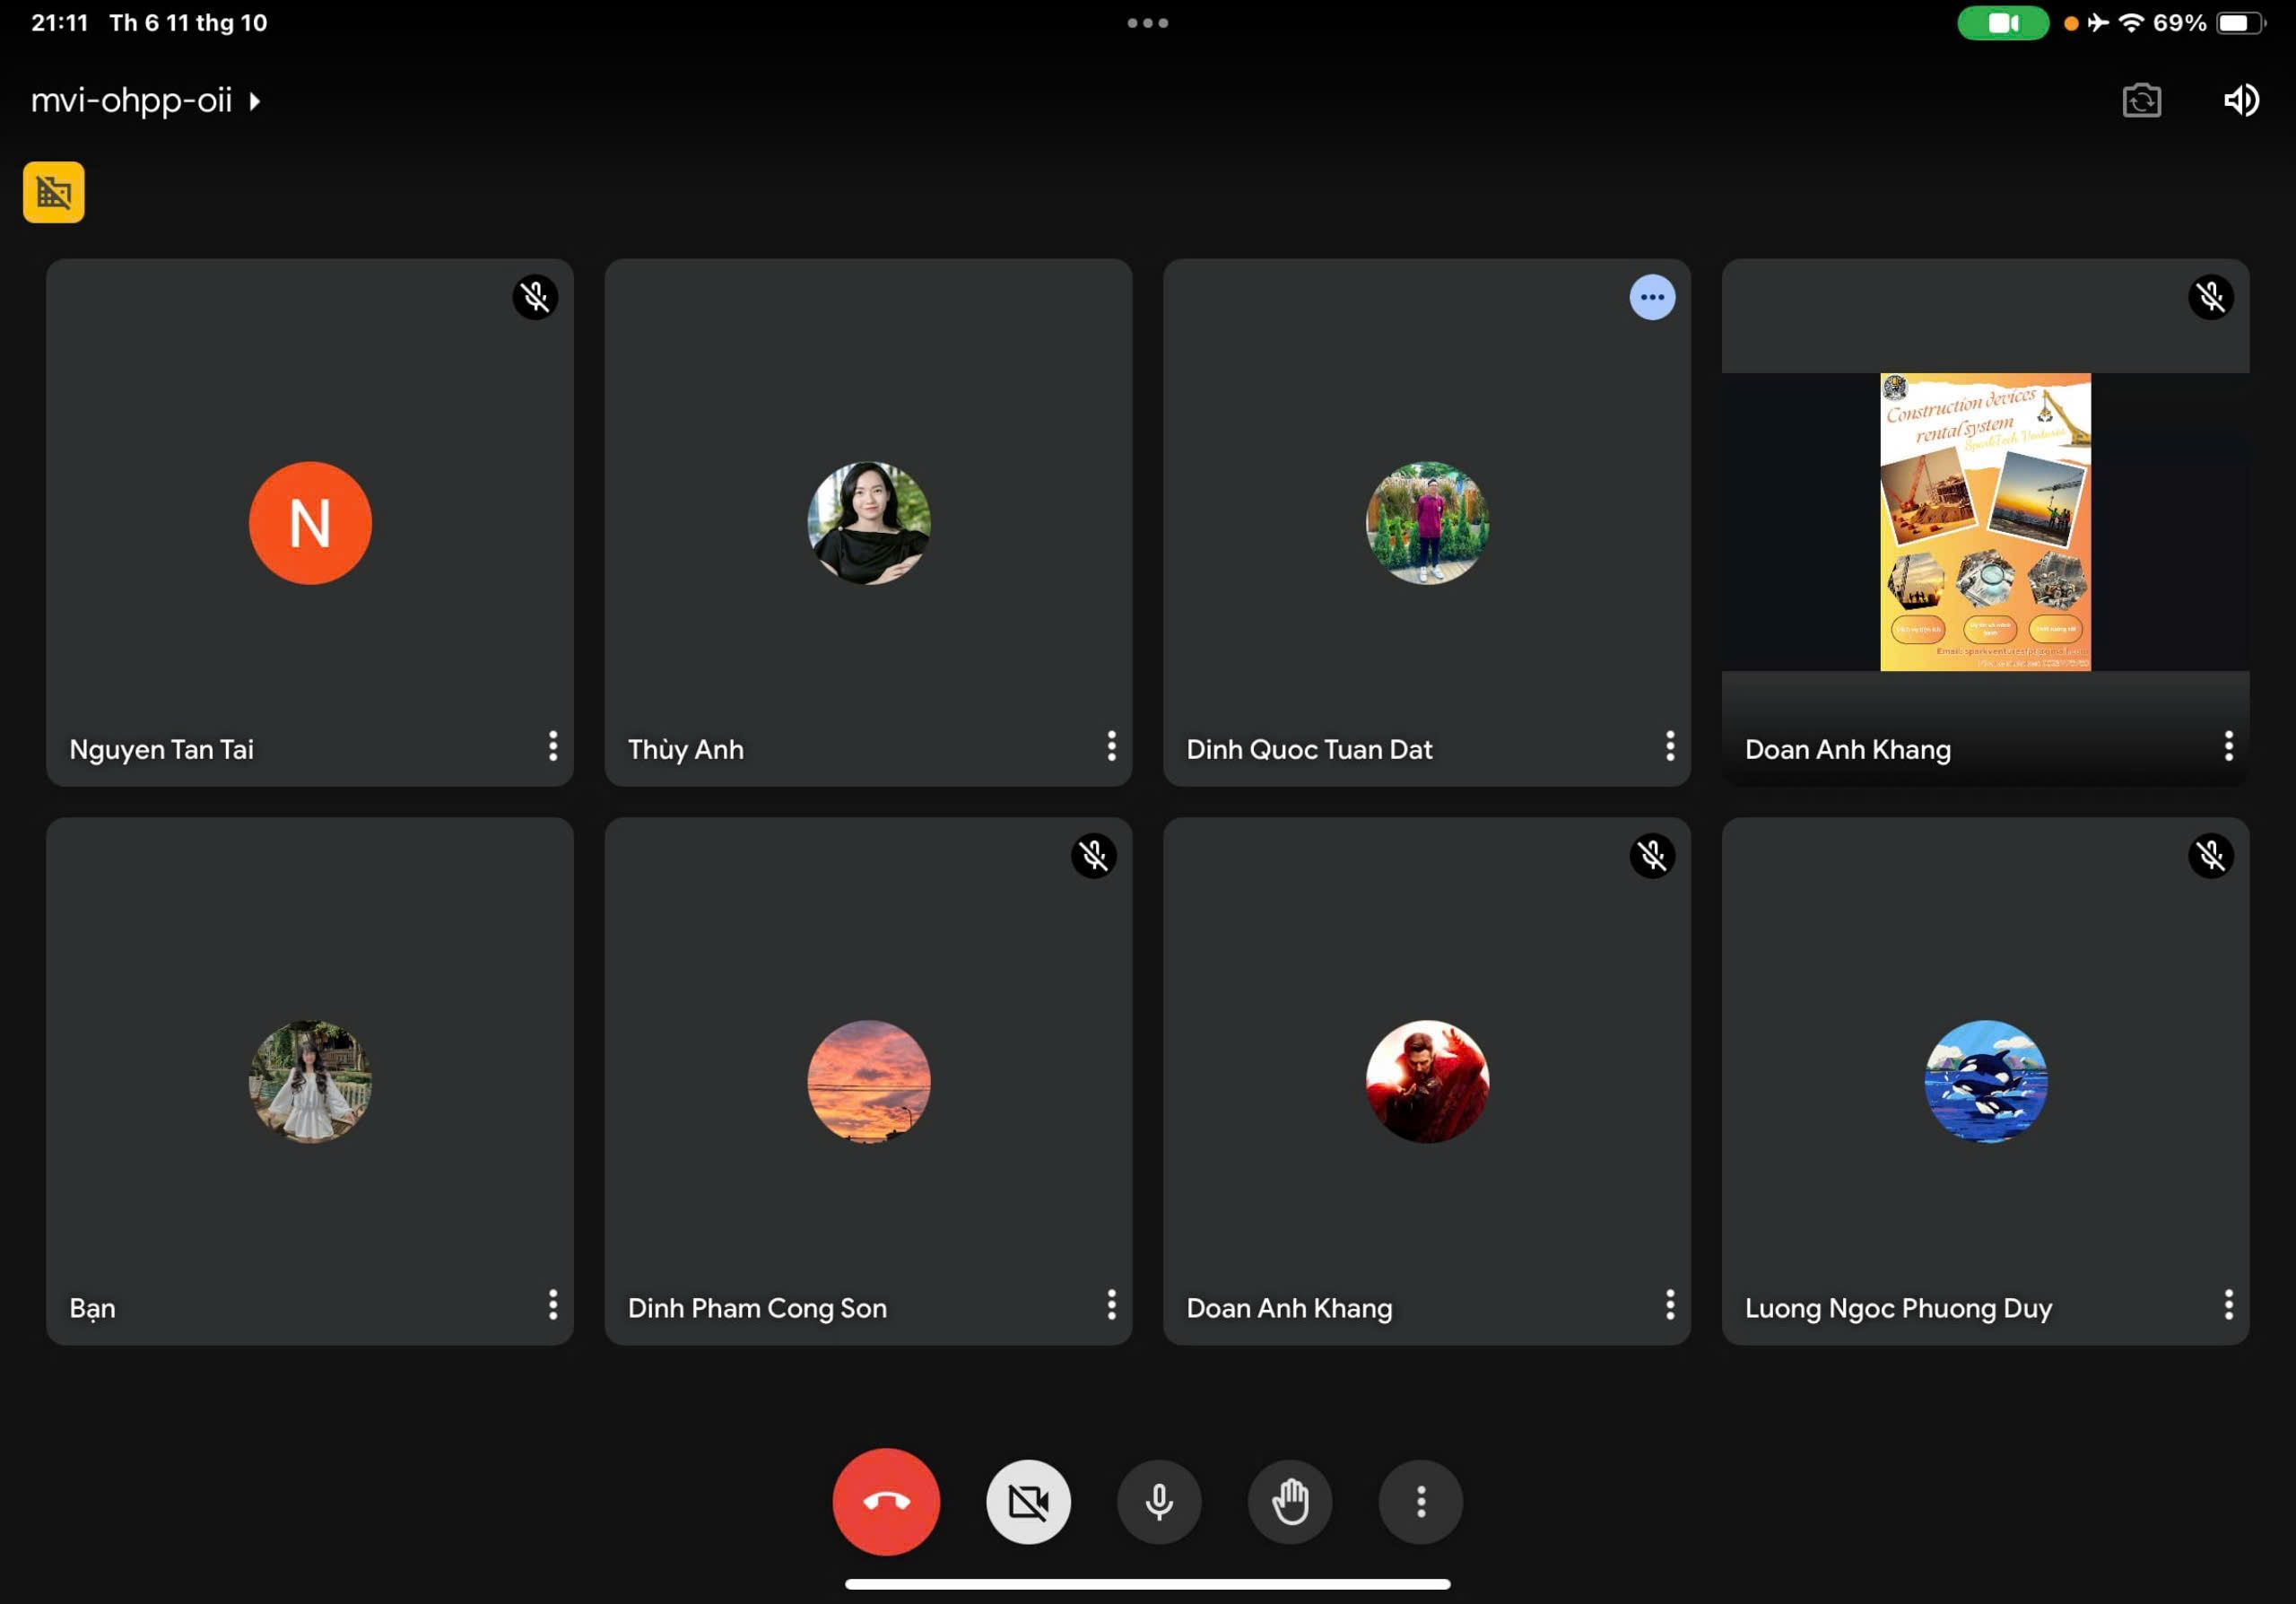 21:11 Th 6 11 thg 10
69%
mvi-ohpp-oii
N
Nguyen Tan Tai
Thùy Anh
Dinh Quoc Tuan Dat
Construction devices
rental system
SparkTech Ventures
Doan Anh Khang
Bạn
Dinh Pham Cong Son
Doan Anh Khang
Luong Ngoc Phuong Duy